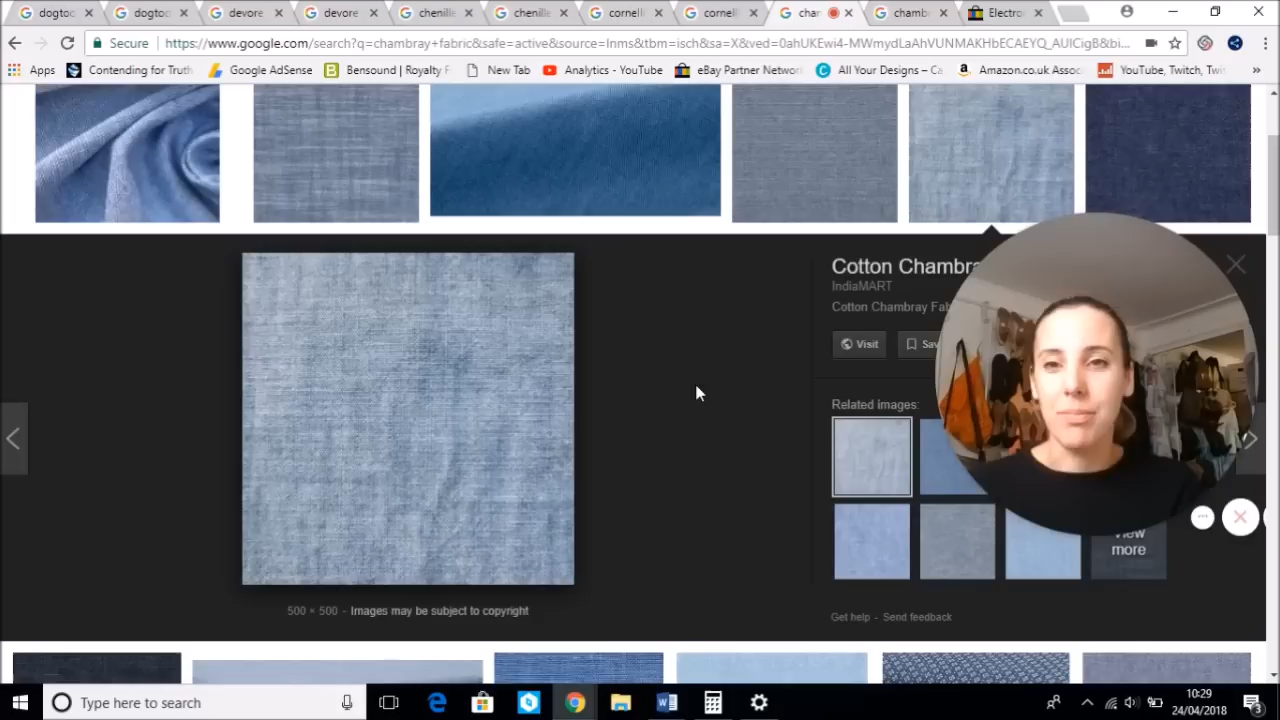 dogtoc
dogtoc
devore
devore
chenille
chenille
cornelli
cornell
cha
chamb
Electro
Secure
https://www.google.com/search?q=chambray+fabric&safe=active&source=lnms&tbm=isch&sa=X&ved=0ahUKEwi4-MWmydLaAhVUNMAKHbECAEYQ_AUICigB&bi...
Apps
Contending for Truth
Google AdSense
Bensound | Royalty F
New Tab
Analytics - YouTube
eBay Partner Network
All Your Designs - Ca
Amazon.co.uk Assoc
YouTube, Twitch, Twi
»
Cotton Chambra
IndiaMART
Cotton Chambray Fab
Visit
Sav
Related images:
View
more
500 × 500 - Images may be subject to copyright
Get help - Send feedback
Type here to search
10:29
24/04/2018
3